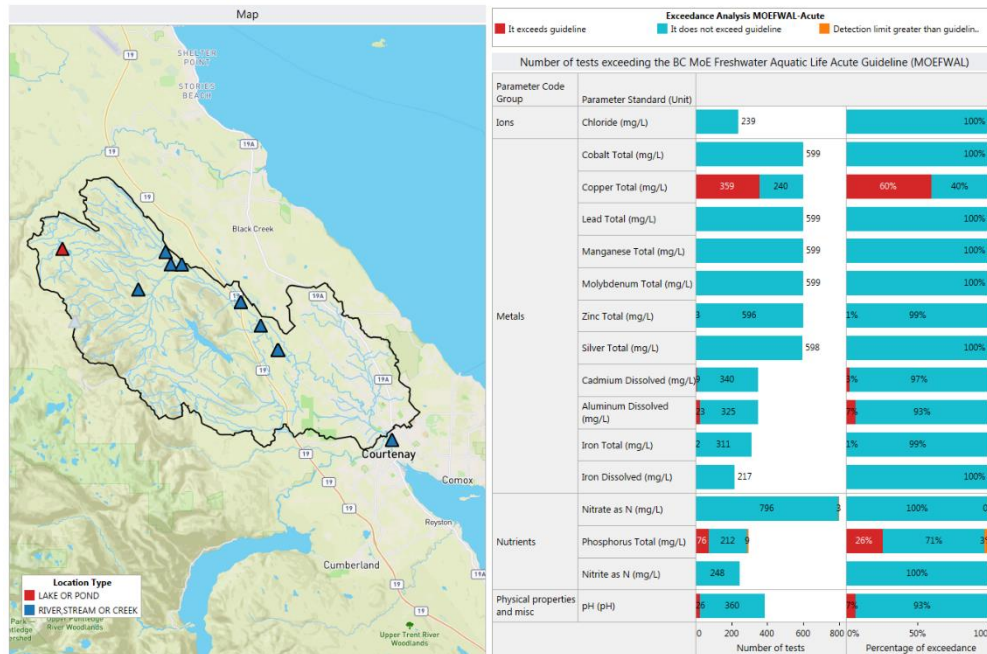 Map
19
SHELTER
POINT
STORIES
BEACH
19
19A
19
Black Creek
19A
19
19A
19
Courtenay
Comox
19
Royston
Cumberland
19A
19
Upper Trent River
Woodlands
Location Type
LAKE OR POND
RIVER,STREAM OR CREEK
Exceedance Analysis MOEFWAL-Acute
It exceeds guideline
It does not exceed guideline
Detection limit greater than guidelin..
Number of tests exceeding the BC MoE Freshwater Aquatic Life Acute Guideline (MOEFWAL)
Parameter Code
Group
Parameter Standard (Unit)
Ions
Chloride (mg/L)
239
100%
Metals
Cobalt Total (mg/L)
599
100%
Copper Total (mg/L)
359 240
60% 40%
Lead Total (mg/L)
599
100%
Manganese Total (mg/L)
599
100%
Molybdenum Total (mg/L)
599
100%
Zinc Total (mg/L)
3 596
1% 99%
Silver Total (mg/L)
598
100%
Cadmium Dissolved (mg/L)
9 340
3% 97%
Aluminum Dissolved
(mg/L)
23 325
7% 93%
Iron Total (mg/L)
2 311
1% 99%
Iron Dissolved (mg/L)
217
100%
Nutrients
Nitrate as N (mg/L)
796 3
100%
Phosphorus Total (mg/L)
76 212 9
26% 71% 3%
Nitrite as N (mg/L)
248
100%
Physical properties
and misc
pH (pH)
26 360
7% 93%
0 200 400 600 800
Number of tests
0% 50% 100%
Percentage of exceedance